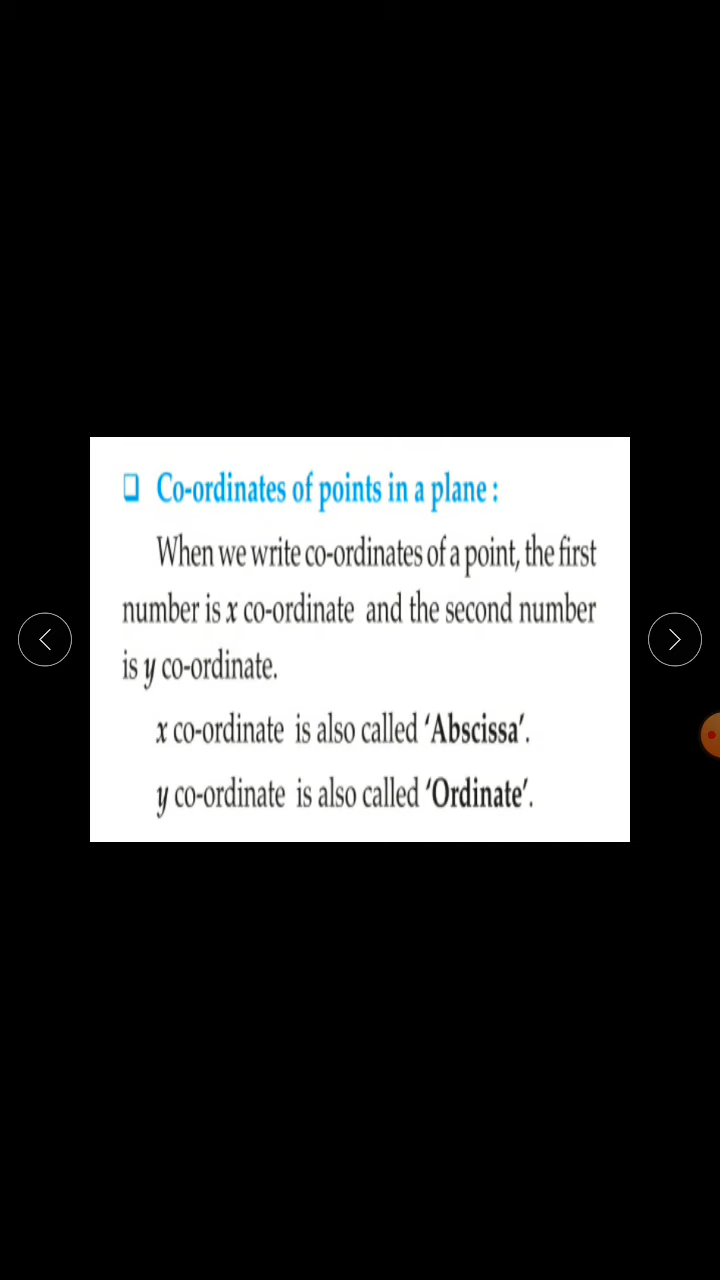 ❑ Co-ordinates of points in a plane :
When we write co-ordinates of a point, the first
number is x co-ordinate and the second number
is y co-ordinate.
x co-ordinate is also called ‘Abscissa’.
y co-ordinate is also called ‘Ordinate’.